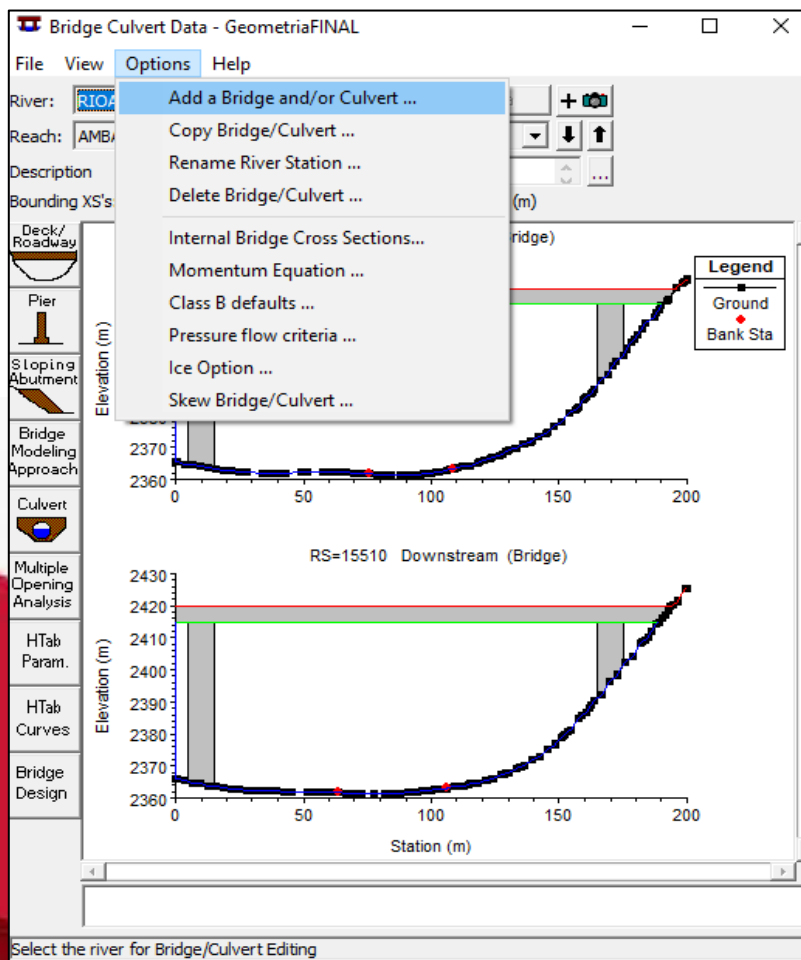 Bridge Culvert Data - GeometriaFINAL
File View Options Help
River:
Reach: AMBA
Description
Bounding XS's: (m)
Add a Bridge and/or Culvert ...
Copy Bridge/Culvert ...
Rename River Station ...
Delete Bridge/Culvert ...
Internal Bridge Cross Sections...
Momentum Equation ...
Class B defaults ...
Pressure flow criteria ...
Ice Option ...
Skew Bridge/Culvert ...
Deck/
Roadway
Pier
Sloping
Abutment
Bridge
Modeling
Approach
Culvert
Multiple
Opening
Analysis
HTab
Param.
HTab
Curves
Bridge
Design
Legend
Ground
Bank Sta
Elevation (m)
2370
2360
0 50 100 150 200
RS=15510 Downstream (Bridge)
2430
2420
2410
2400
2390
2380
2370
2360
Elevation (m)
0 50 100 150 200
Station (m)
Select the river for Bridge/Culvert Editing